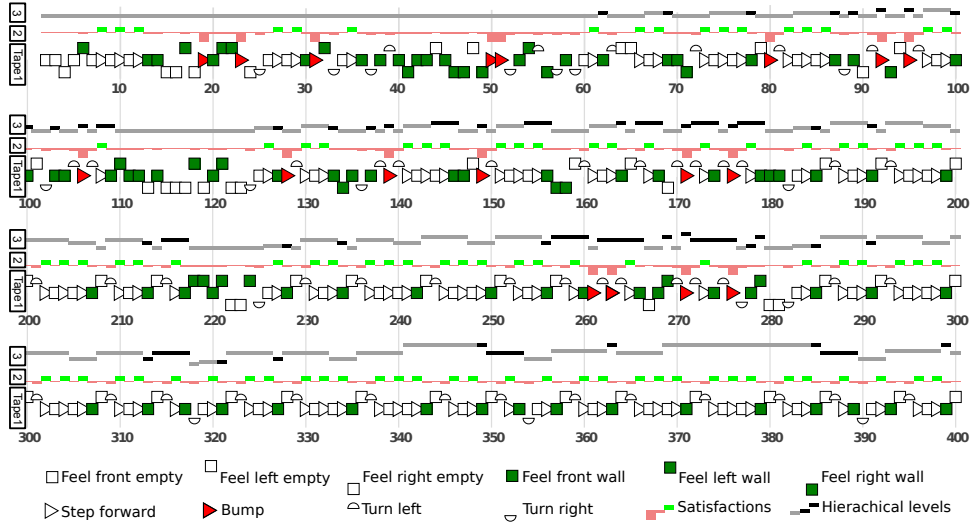 3
2
Tape1
10 20 30 40 50 60 70 80 90 100
3
2
Tape1
100 110 120 130 140 150 160 170 180 190 200
3
2
Tape1
200 210 220 230 240 250 260 270 280 290 300
3
2
Tape1
300 310 320 330 340 350 360 370 380 390 400
Feel front empty Feel left empty Feel right empty Feel front wall Feel left wall Feel right wall
Step forward Bump Turn left Turn right Satisfactions Hierachical levels